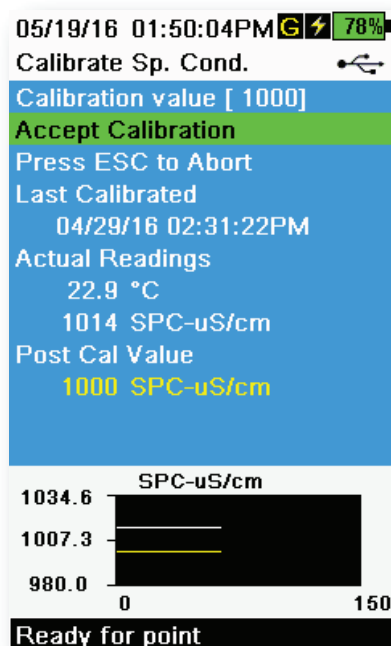 05/19/16 01:50:04PM G 78%
Calibrate Sp. Cond.
Calibration value [ 1000]
Accept Calibration
Press ESC to Abort
Last Calibrated
04/29/16 02:31:22PM
Actual Readings
22.9 °C
1014 SPC-uS/cm
Post Cal Value
1000 SPC-uS/cm
SPC-uS/cm
1034.6
1007.3
980.0
0 150
Ready for point